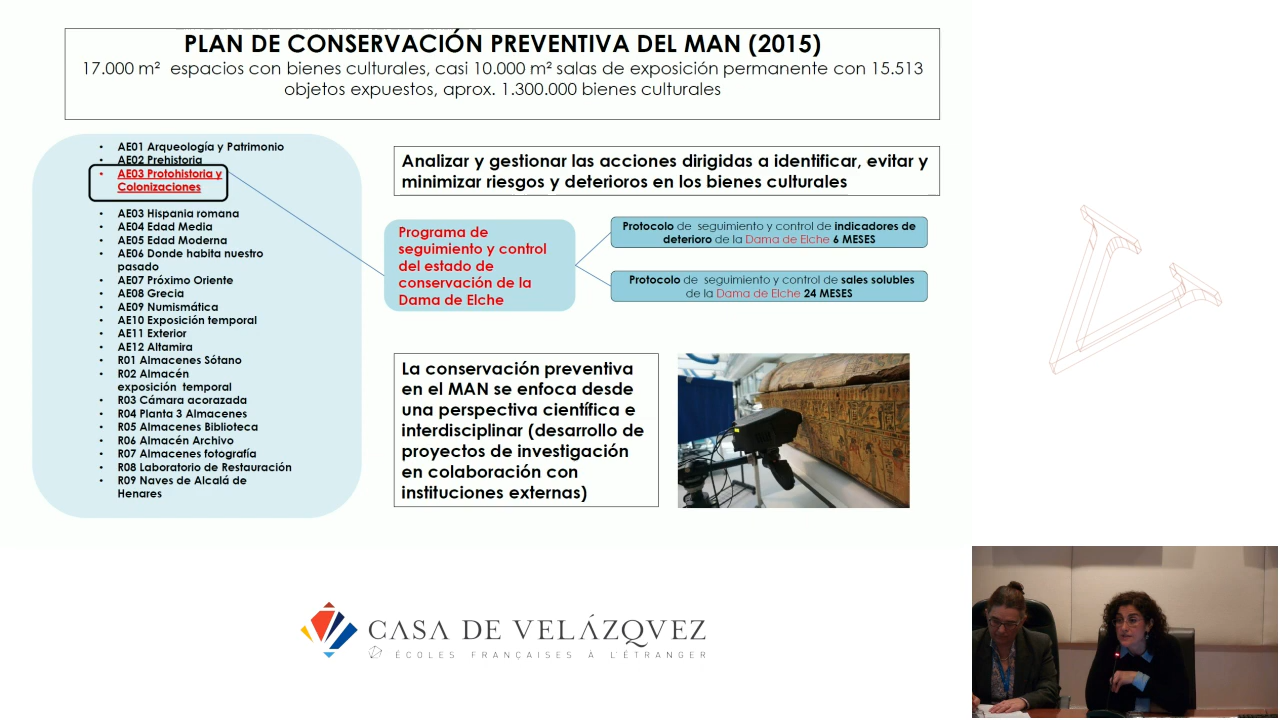 PLAN DE CONSERVACIÓN PREVENTIVA DEL MAN (2015)
17.000 m² espacios con bienes culturales, casi 10.000 m² salas de exposición permanente con 15.513
objetos expuestos, aprox. 1.300.000 bienes culturales
• AE01 Arqueología y Patrimonio
• AE02 Prehistoria
• AE03 Protohistoria y
Colonizaciones
• AE03 Hispania romana
• AE04 Edad Media
• AE05 Edad Moderna
• AE06 Donde habita nuestro
pasado
• AE07 Próximo Oriente
• AE08 Grecia
• AE09 Numismática
• AE10 Exposición temporal
• AE11 Exterior
• AE12 Altamira
• R01 Almacenes Sótano
• R02 Almacén
exposición temporal
• R03 Cámara acorazada
• R04 Planta 3 Almacenes
• R05 Almacenes Biblioteca
• R06 Almacén Archivo
• R07 Almacenes fotografía
• R08 Laboratorio de Restauración
• R09 Naves de Alcalá de
Henares
Analizar y gestionar las acciones dirigidas a identificar, evitar y
minimizar riesgos y deterioros en los bienes culturales
Programa de
seguimiento y control
del estado de
conservación de la
Dama de Elche
Protocolo de seguimiento y control de indicadores de
deterioro de la Dama de Elche 6 MESES
Protocolo de seguimiento y control de sales solubles
de la Dama de Elche 24 MESES
La conservación preventiva
en el MAN se enfoca desde
una perspectiva científica e
interdisciplinar (desarrollo de
proyectos de investigación
en colaboración con
instituciones externas)
CASA DE VELÁZQVEZ
ÉCOLES FRANÇAISES À L'ÉTRANGER